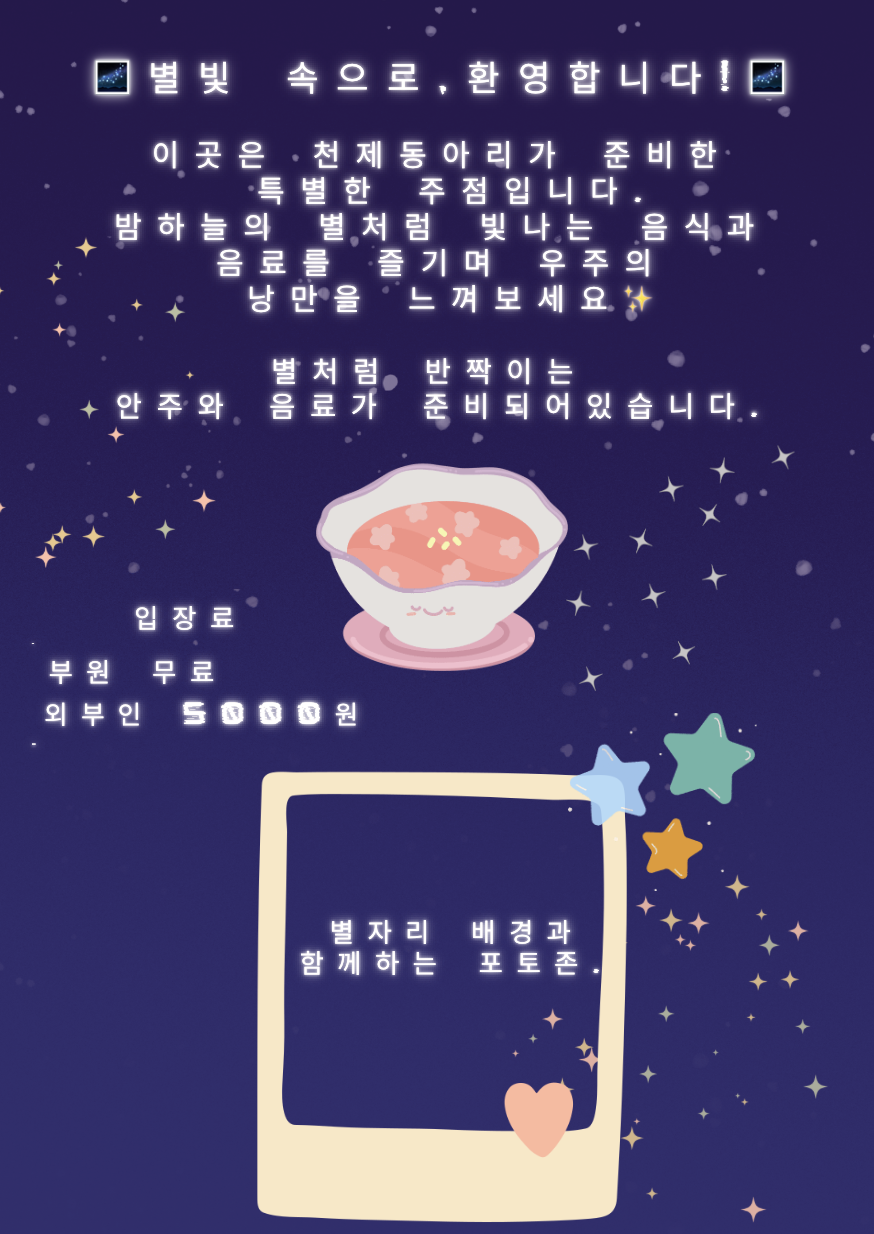 🌌별빛 속으로,환영합니다!🌌
이곳은 천제동아리가 준비한
특별한 주점입니다.
밤하늘의 별처럼 빛나는 음식과
음료를 즐기며 우주의
낭만을 느껴보세요✨
별처럼 반짝이는
안주와 음료가 준비되어있습니다.
입장료
부원 무료
외부인 5000원
별자리 배경과
함께하는 포토존.